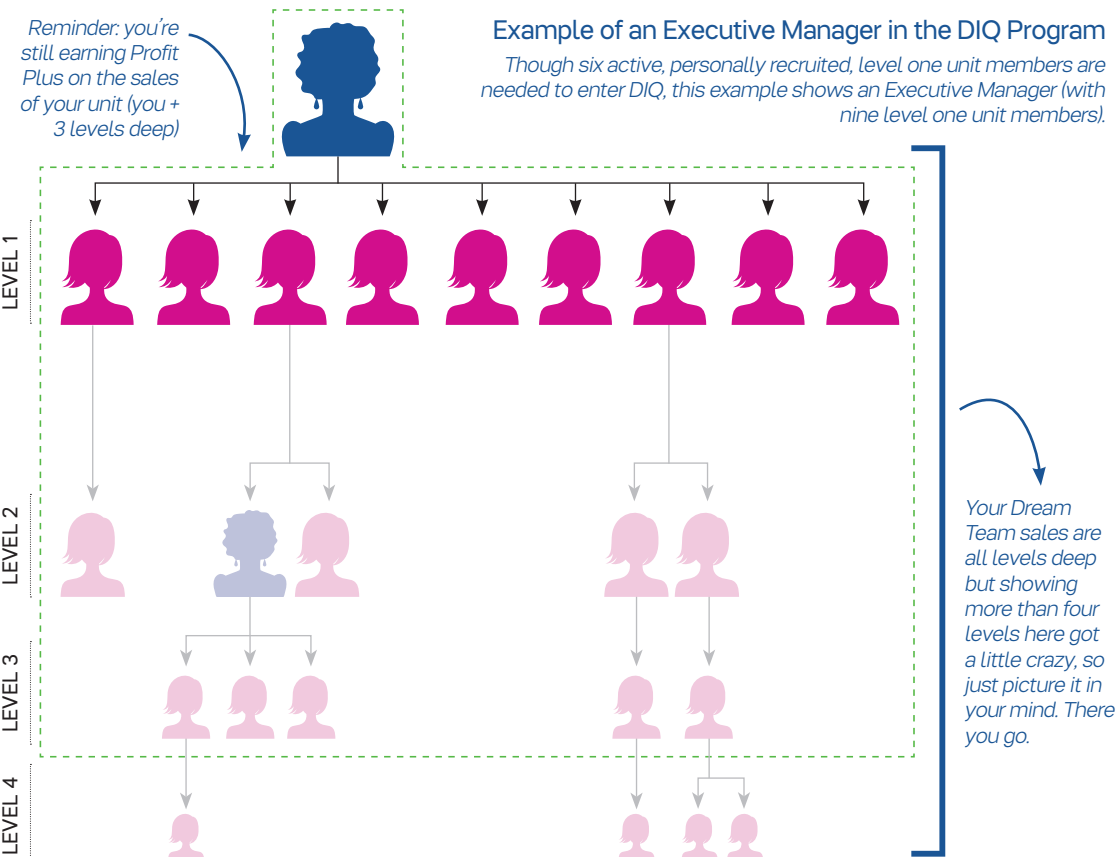 Reminder: you're
still earning Profit
Plus on the sales
of your unit (you +
3 levels deep)
Example of an Executive Manager in the DIQ Program
Though six active, personally recruited, level one unit members are
needed to enter DIQ, this example shows an Executive Manager (with
nine level one unit members).
LEVEL 1
LEVEL 2
LEVEL 3
LEVEL 4
Your Dream
Team sales are
all levels deep
but showing
more than four
levels here got
a little crazy, so
just picture it in
your mind. There
you go.